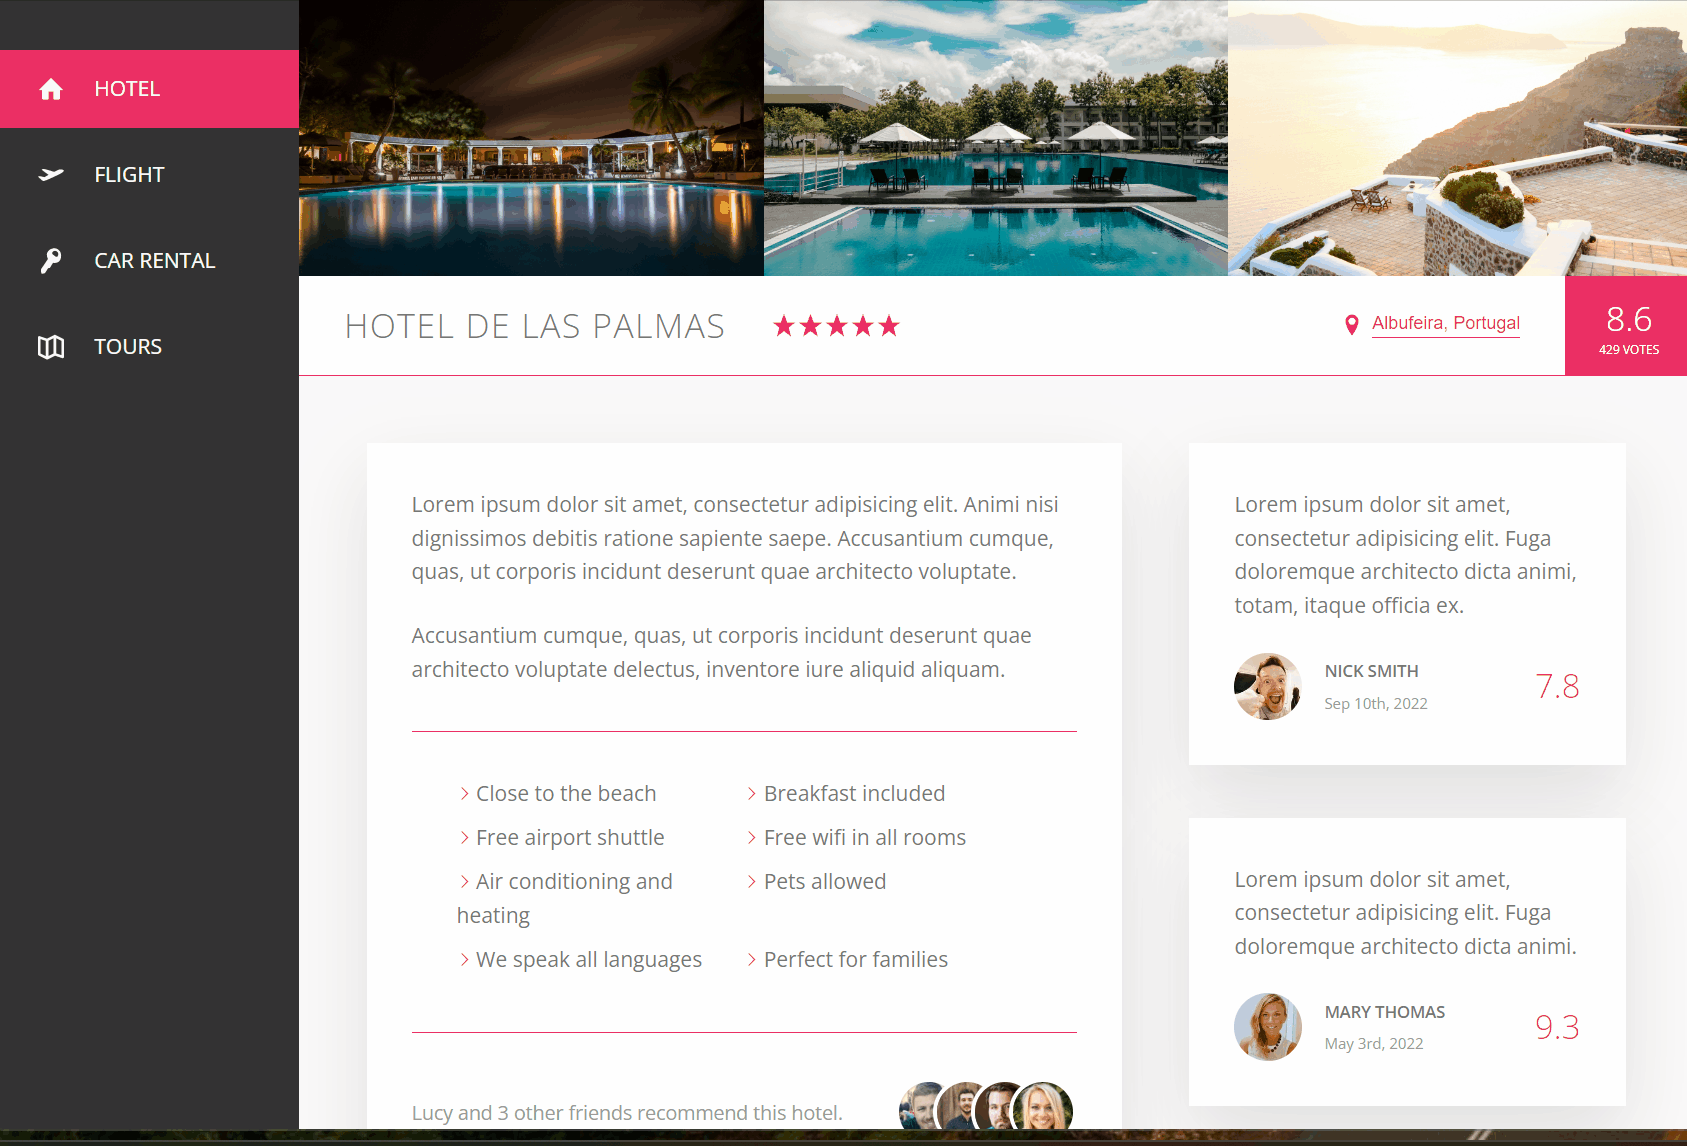 HOTEL
FLIGHT
CAR RENTAL
TOURS
HOTEL DE LAS PALMAS
Albufeira, Portugal
8.6
429 VOTES
Lorem ipsum dolor sit amet, consectetur adipisicing elit. Animi nisi
dignissimos debitis ratione sapiente saepe. Accusantium cumque,
quas, ut corporis incidunt deserunt quae architecto voluptate.
Accusantium cumque, quas, ut corporis incidunt deserunt quae
architecto voluptate delectus, inventore iure aliquid aliquam.
Close to the beach
Breakfast included
Free airport shuttle
Free wifi in all rooms
Air conditioning and
heating
Pets allowed
We speak all languages
Perfect for families
Lucy and 3 other friends recommend this hotel.
Lorem ipsum dolor sit amet,
consectetur adipisicing elit. Fuga
doloremque architecto dicta animi,
totam, itaque officia ex.
NICK SMITH
Sep 10th, 2022
7.8
Lorem ipsum dolor sit amet,
consectetur adipisicing elit. Fuga
doloremque architecto dicta animi.
MARY THOMAS
May 3rd, 2022
9.3